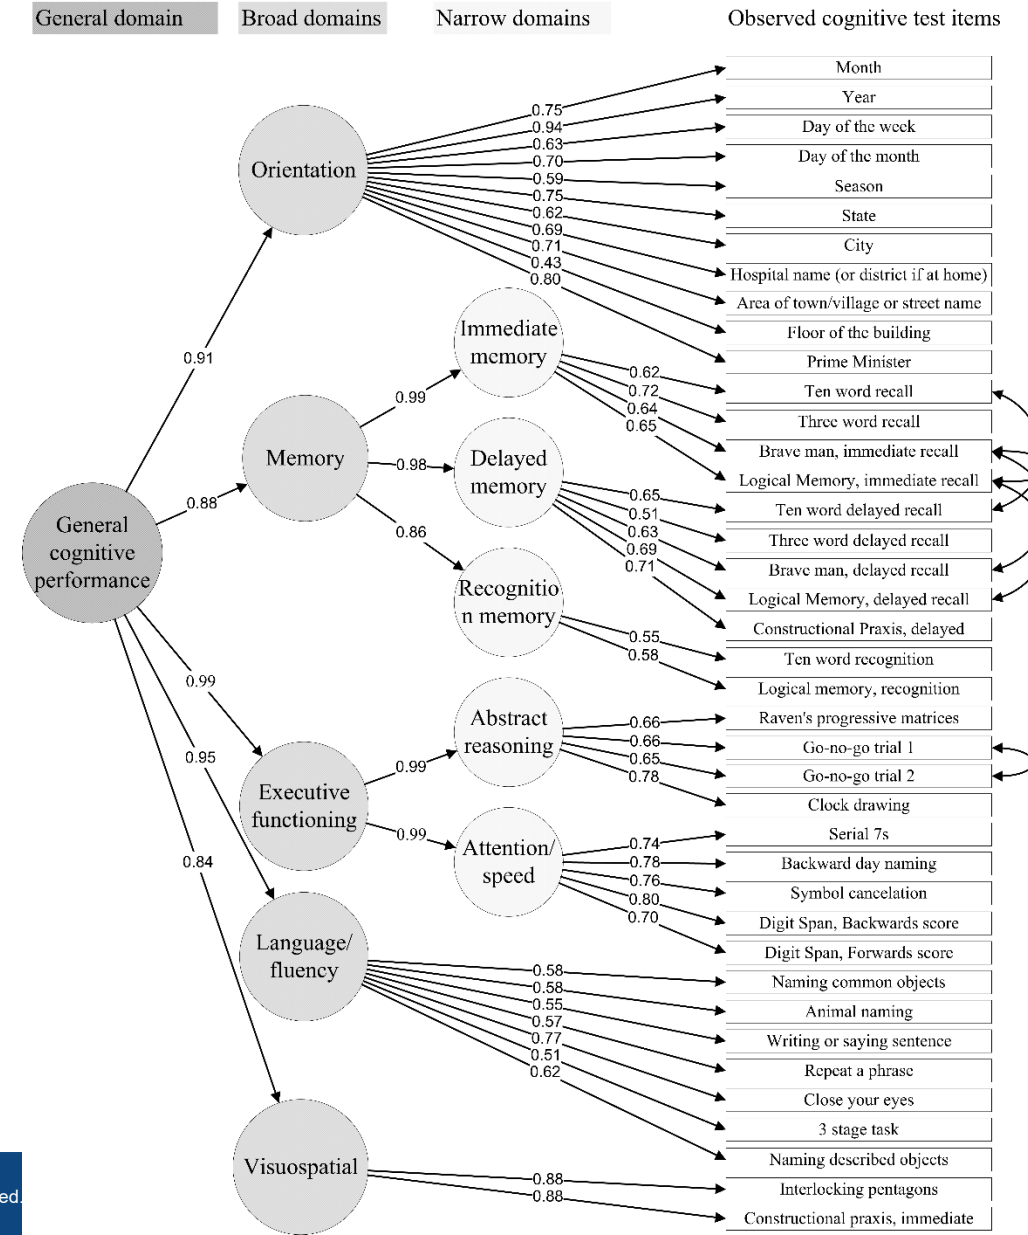 General domain
Broad domains
Narrow domains
Observed cognitive test items
Month
Year
Day of the week
Day of the month
Season
State
City
Hospital name (or district if at home)
Area of town/village or street name
Floor of the building
Prime Minister
Ten word recall
Three word recall
Brave man, immediate recall
Logical Memory, immediate recall
Ten word delayed recall
Three word delayed recall
Brave man, delayed recall
Logical Memory, delayed recall
Constructional Praxis, delayed
Ten word recognition
Logical memory, recognition
Raven's progressive matrices
Go-no-go trial 1
Go-no-go trial 2
Clock drawing
Serial 7s
Backward day naming
Symbol cancelation
Digit Span, Backwards score
Digit Span, Forwards score
Naming common objects
Animal naming
Writing or saying sentence
Repeat a phrase
Close your eyes
3 stage task
Naming described objects
Interlocking pentagons
Constructional praxis, immediate
Orientation
0.75
0.94
0.63
0.70
0.59
0.75
0.62
0.69
0.71
0.43
0.80
Immediate
memory
0.62
0.72
0.64
0.65
0.91
0.99
Memory
0.98
Delayed
memory
0.65
0.51
0.63
0.69
0.71
0.88
0.86
General
cognitive
performance
Recognitio
n memory
0.55
0.58
0.99
Abstract
reasoning
0.66
0.66
0.65
0.78
0.95
0.99
Executive
functioning
0.99
Attention/
speed
0.74
0.78
0.76
0.80
0.70
0.84
Language/
fluency
0.58
0.58
0.55
0.57
0.77
0.51
0.62
Visuospatial
0.88
0.88
ed.